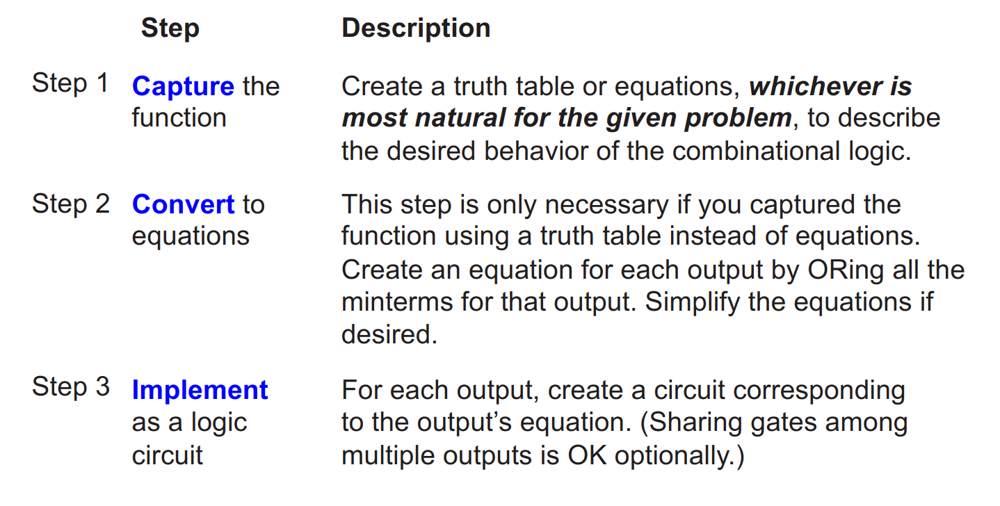 Step Description
Step 1 Capture the Create a truth table or equations, whichever is
function most natural for the given problem, to describe
the desired behavior of the combinational logic.
Step 2 Convert to This step is only necessary if you captured the
equations function using a truth table instead of equations.
Create an equation for each output by ORing all the
minterms for that output. Simplify the equations if
desired.
Step 3 Implement For each output, create a circuit corresponding
as a logic to the output’s equation. (Sharing gates among
circuit multiple outputs is OK optionally.)